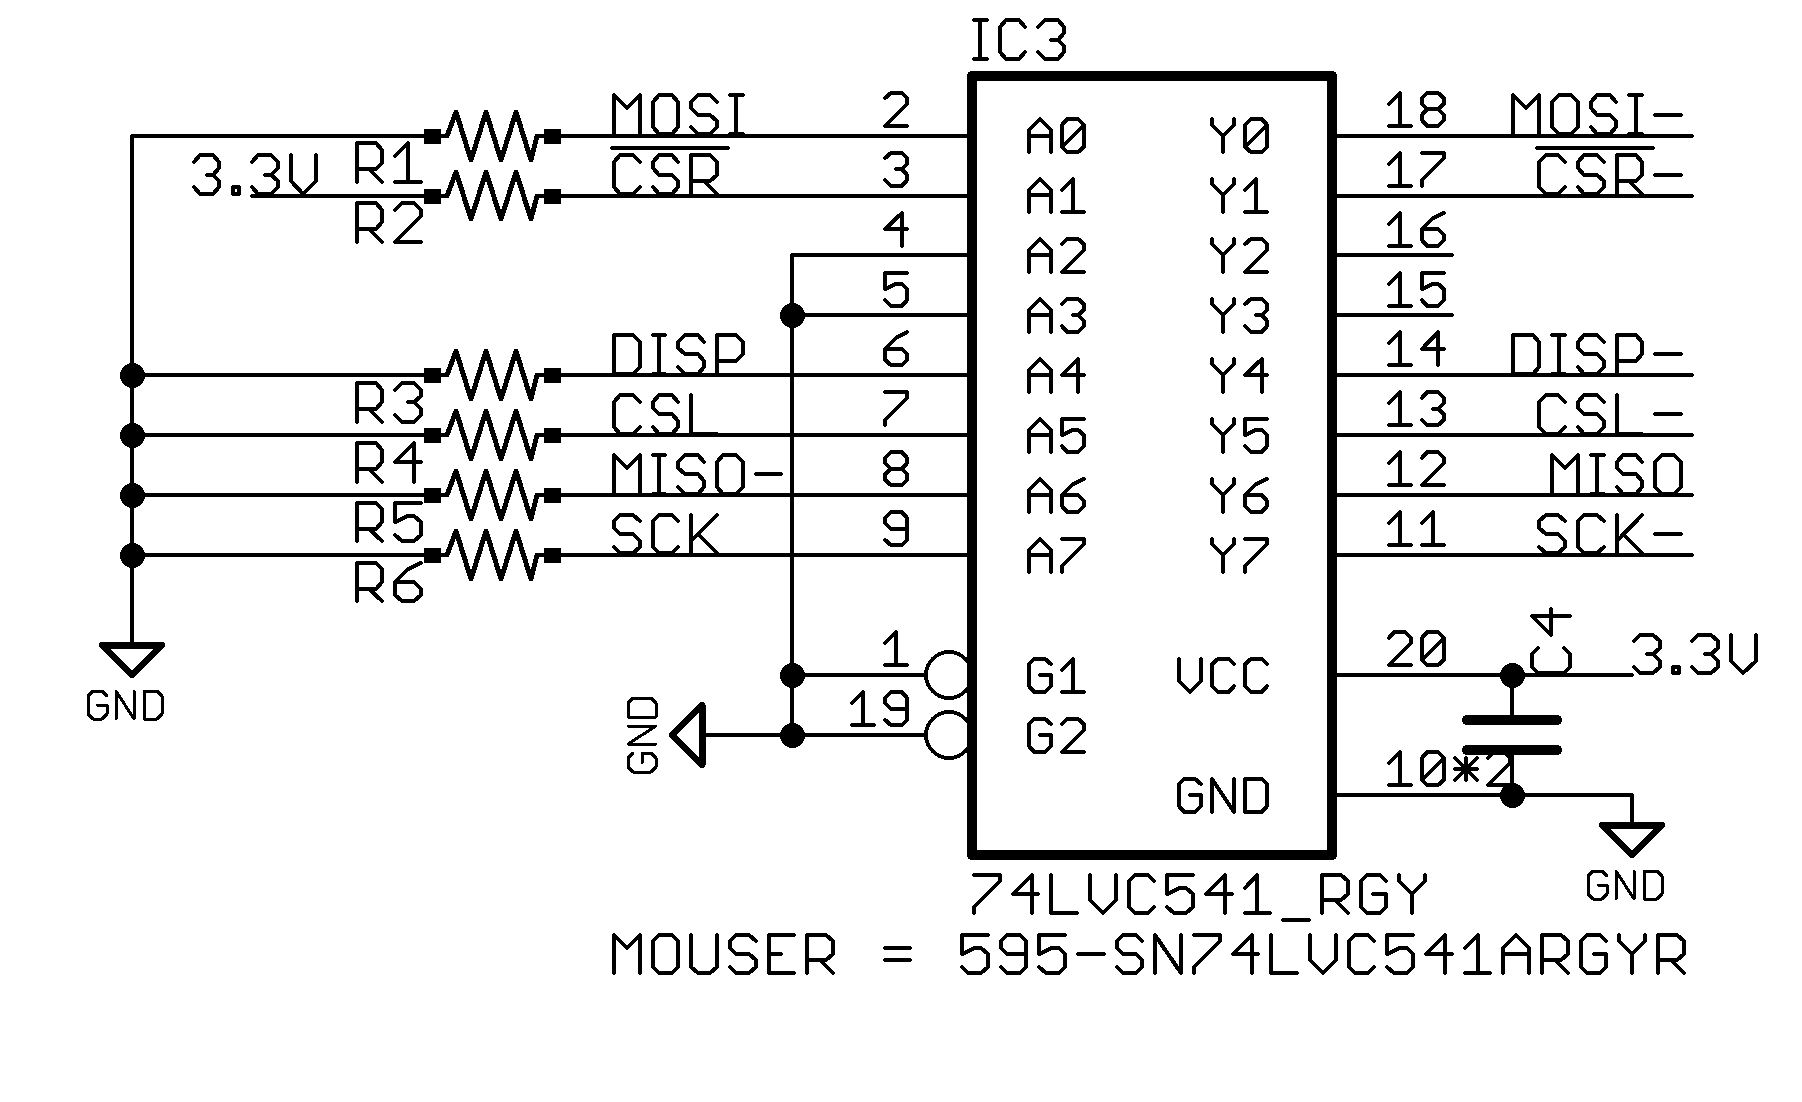 IC3
MOSI 2 A0 Y0 18 MOSI-
R1
3.3V CSR 3 A1 Y1 17 CSR-
R2
4 A2 Y2 16
5 A3 Y3 15
DISP 6 A4 Y4 14 DISP-
R3
CSL 7 A5 Y5 13 CSL-
R4
MISO- 8 A6 Y6 12 MISO
R5
SCK 9 A7 Y7 11 SCK-
R6
1 G1 VCC 20 C4 3.3V
GND
GND 19 G2
10*2
GND
GND
74LVC541_RGY
MOUSER = 595-SN74LVC541ARGYR